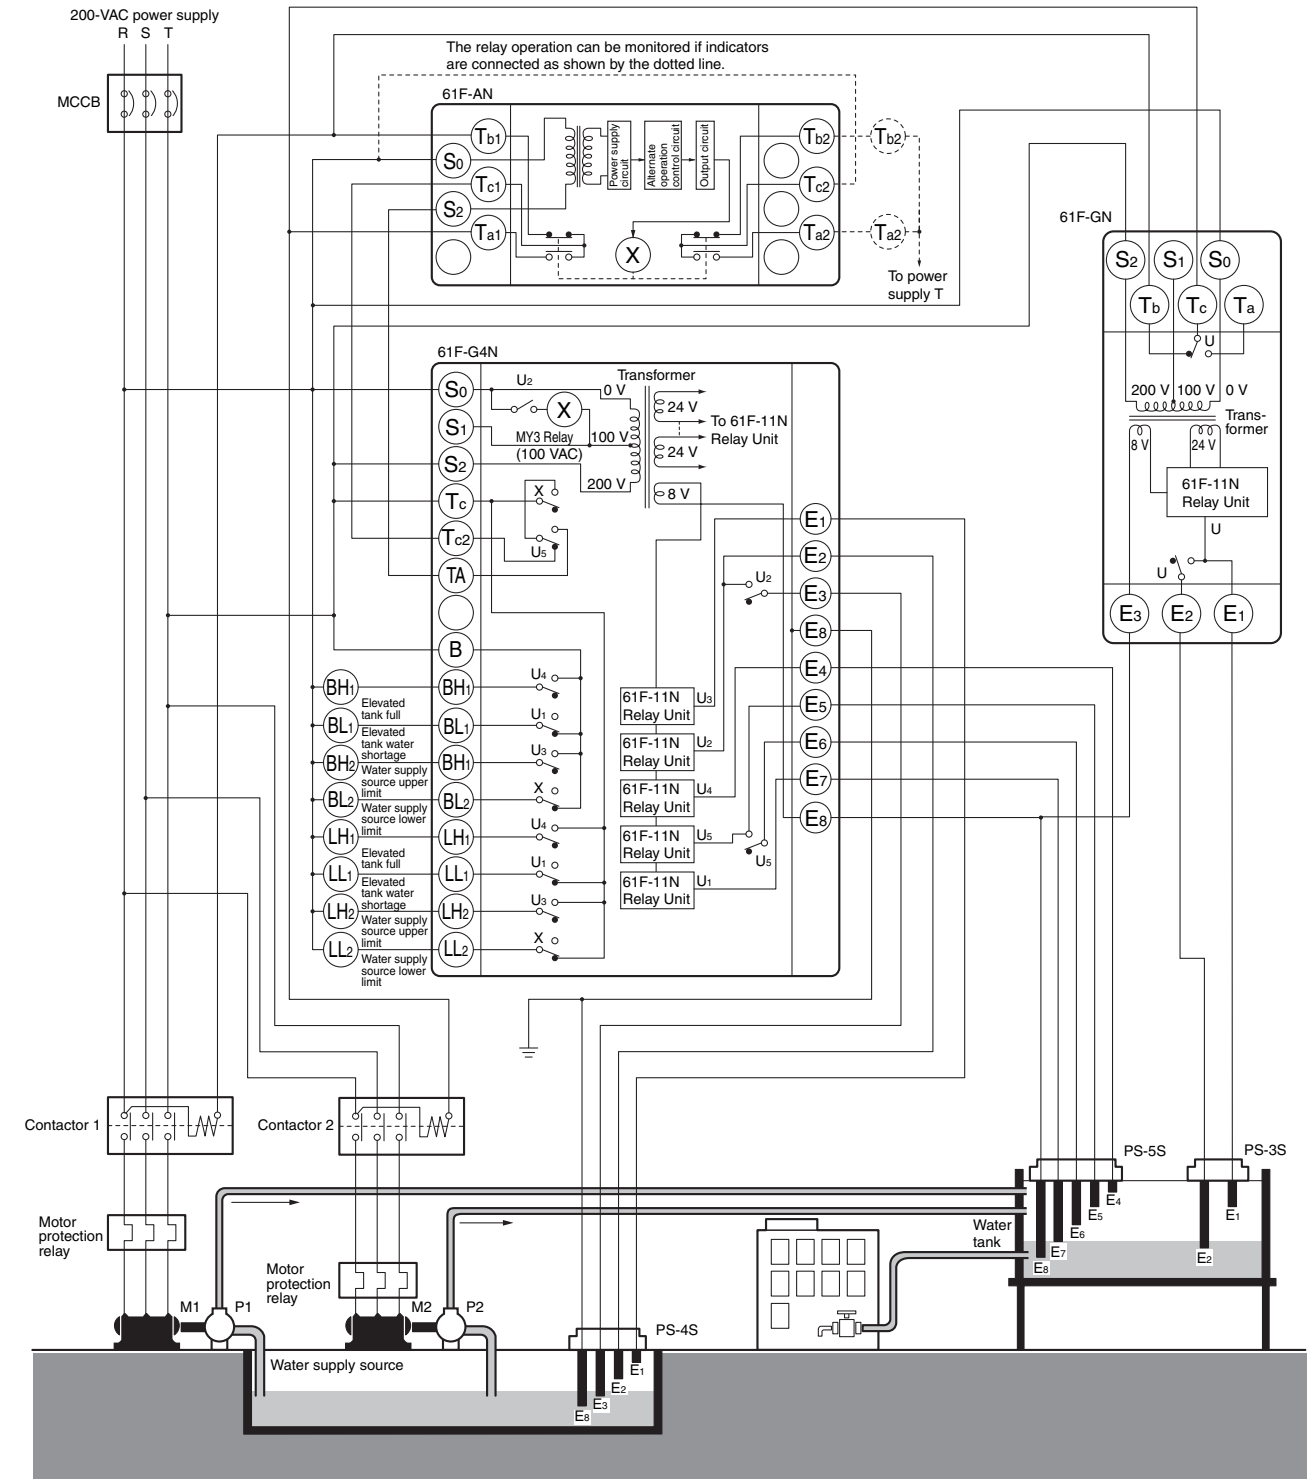 200-VAC power supply
R S T
MCCB
The relay operation can be monitored if indicators
are connected as shown by the dotted line.
61F-AN
Tb1
S0
Tc1
S2
Ta1
Power supply
circuit
Alternate
operation
control circuit
Output circuit
X
Tb2
Tc2
Ta2
Tb2
Ta2
To power
supply T
61F-GN
S2 S1 S0
Tb Tc Ta
U
200 V 100 V 0 V
Trans-
former
8 V 24 V
61F-11N
Relay Unit
U
U
E3 E2 E1
61F-G4N
S0
S1
S2
Tc
Tc2
TA
B
BH1
BL1
BH1
BL2
LH1
LL1
LH2
LL2
U2
X
MY3 Relay
(100 VAC)
Transformer
0 V
100 V
200 V
24 V
24 V
8 V
To 61F-11N
Relay Unit
X
U5
U4
U1
U3
X
U4
U1
U3
X
61F-11N
Relay Unit
U3
61F-11N
Relay Unit
U2
61F-11N
Relay Unit
U4
61F-11N
Relay Unit
U5
61F-11N
Relay Unit
U1
U2
U5
E1
E2
E3
E8
E4
E5
E6
E7
E8
BH1
Elevated
tank full
BL1
Elevated
tank water
shortage
BH2
Water supply
source upper
limit
BL2
Water supply
source lower
limit
LH1
Elevated
tank full
LL1
Elevated
tank water
shortage
LH2
Water supply
source upper
limit
LL2
Water supply
source lower
limit
Contactor 1
Contactor 2
Motor
protection
relay
Motor
protection
relay
M1 P1
M2 P2
Water supply source
PS-4S
E1
E2
E3
E8
Water
tank
PS-5S
E4
E5
E6
E7
E8
PS-3S
E1
E2